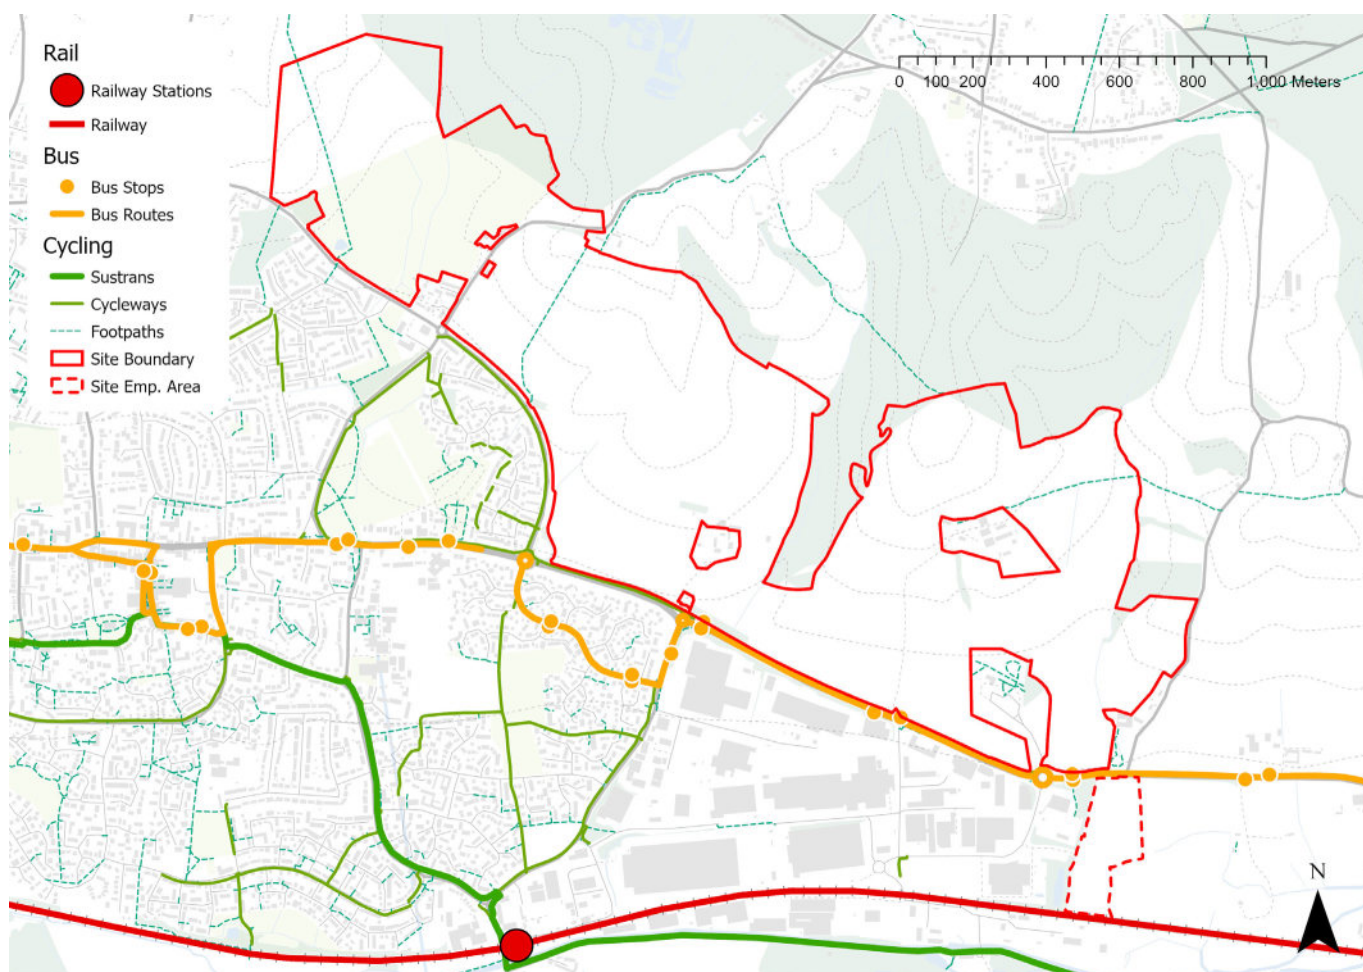 Rail
Railway Stations
Railway
Bus
Bus Stops
Bus Routes
Cycling
Sustrans
Cycleways
Footpaths
Site Boundary
Site Emp. Area
0 100 200 400 600 800 1,000 Meters
N